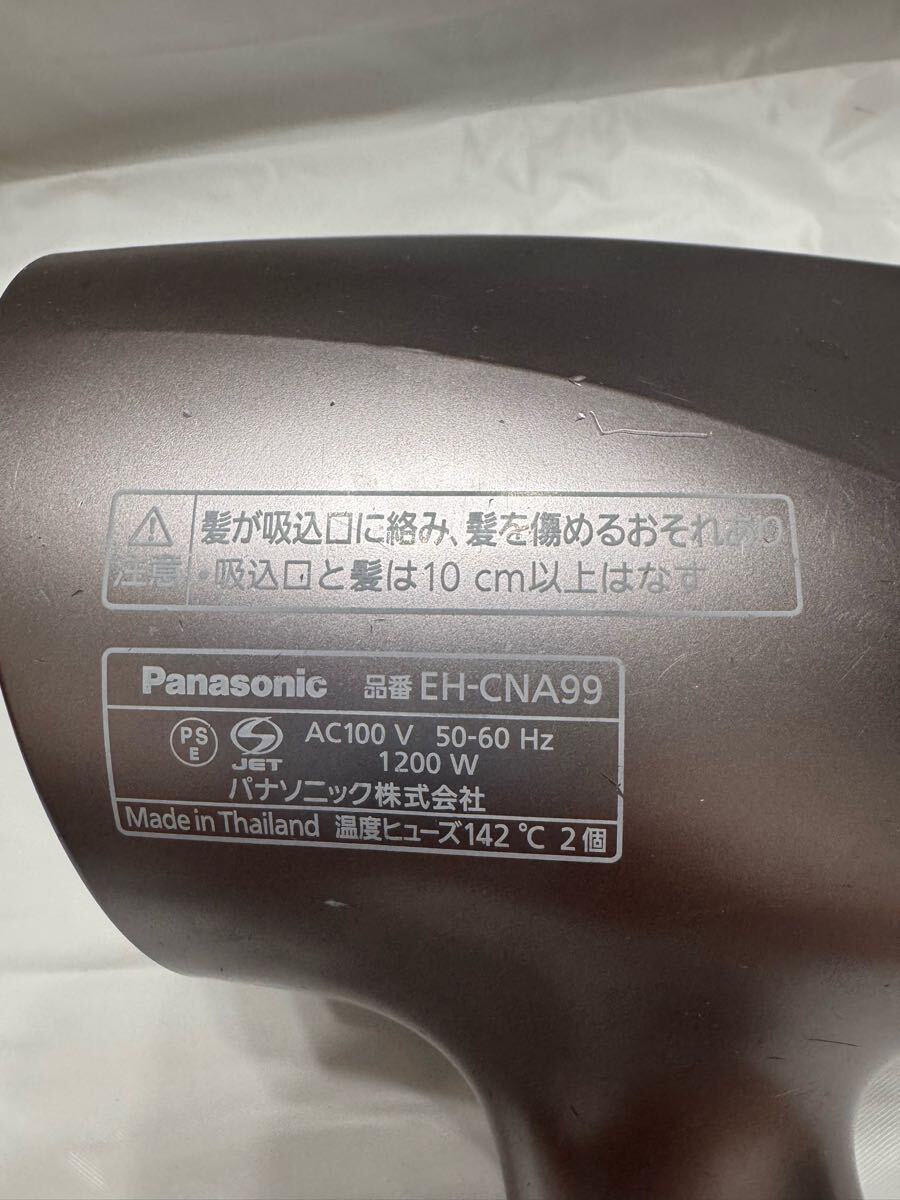 髪が吸込口に絡み、髪を傷めるおそれあり
注意 ・吸込口と髪は10 cm以上はなす
Panasonic 品番 EH-CNA99
PS E JET AC100 V 50-60 Hz
1200 W
パナソニック株式会社
Made in Thailand 温度ヒューズ142 ℃ 2個